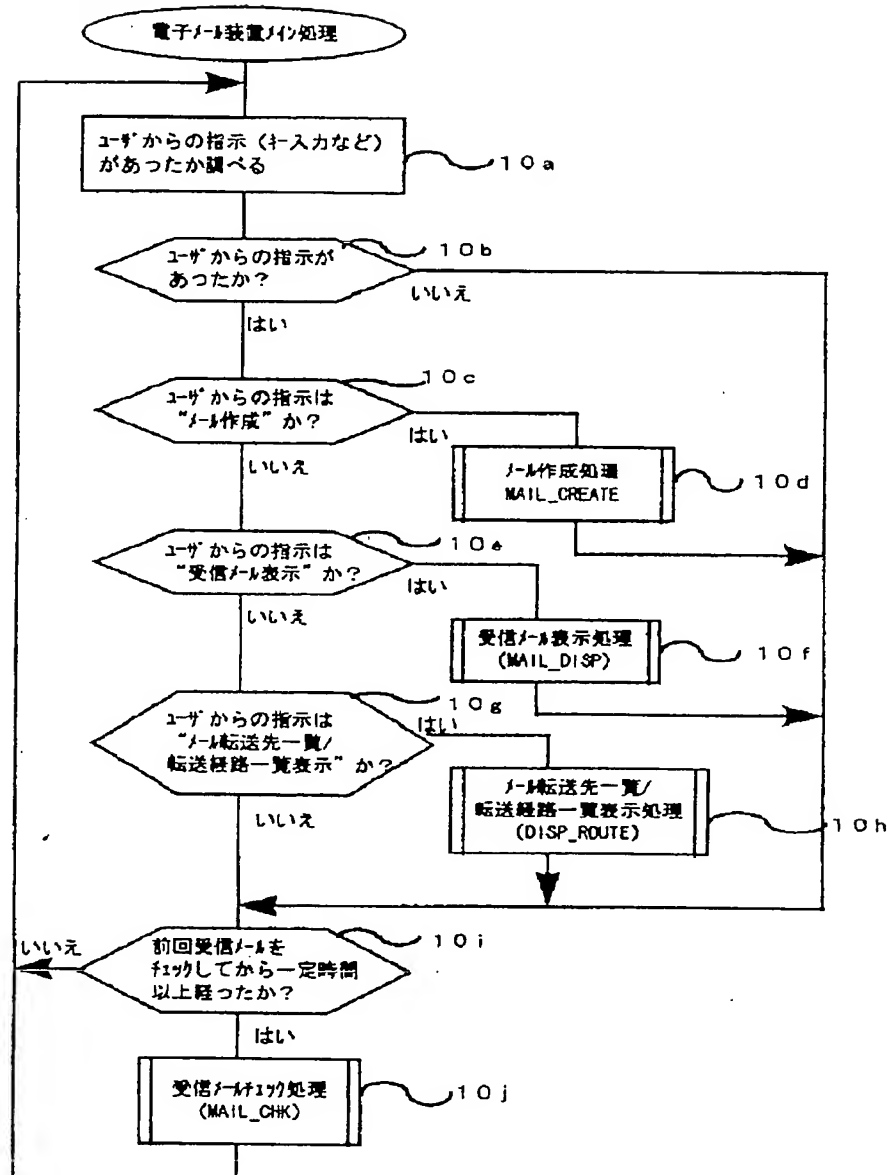 電子メール装置メイン処理
ユーザからの指示（キー入力など）
があったか調べる
10a
ユーザからの指示が
あったか？
10b
いいえ
はい
ユーザからの指示は
“メール作成”か？
10c
はい
いいえ
メール作成処理
MAIL_CREATE
10d
ユーザからの指示は
“受信メール表示”か？
10e
はい
いいえ
受信メール表示処理
(MAIL_DISP)
10f
ユーザからの指示は
“メール転送先一覧/
転送経路一覧表示”か？
10g
はい
いいえ
メール転送先一覧/
転送経路一覧表示処理
(DISP_ROUTE)
10h
前回受信メールを
チェックしてから一定時間
以上経ったか？
10i
いいえ
はい
受信メールチェック処理
(MAIL_CHK)
10j